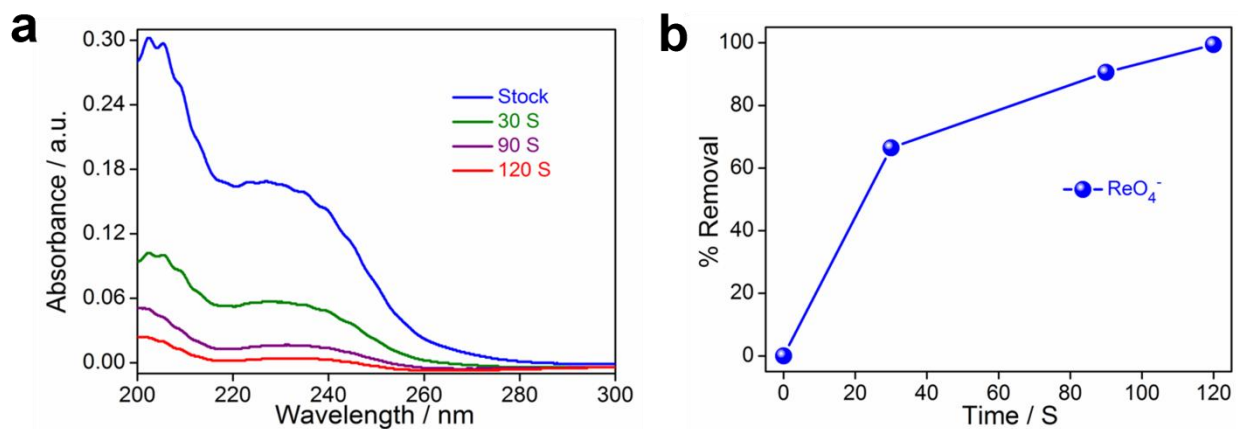 a
0.30
0.24
0.18
0.12
0.06
0.00
Absorbance / a.u.
200
220
240
260
280
300
Wavelength / nm
Stock
30 S
90 S
120 S
b
100
80
60
40
20
0
% Removal
0
20
40
60
80
100
120
Time / S
ReO₄⁻